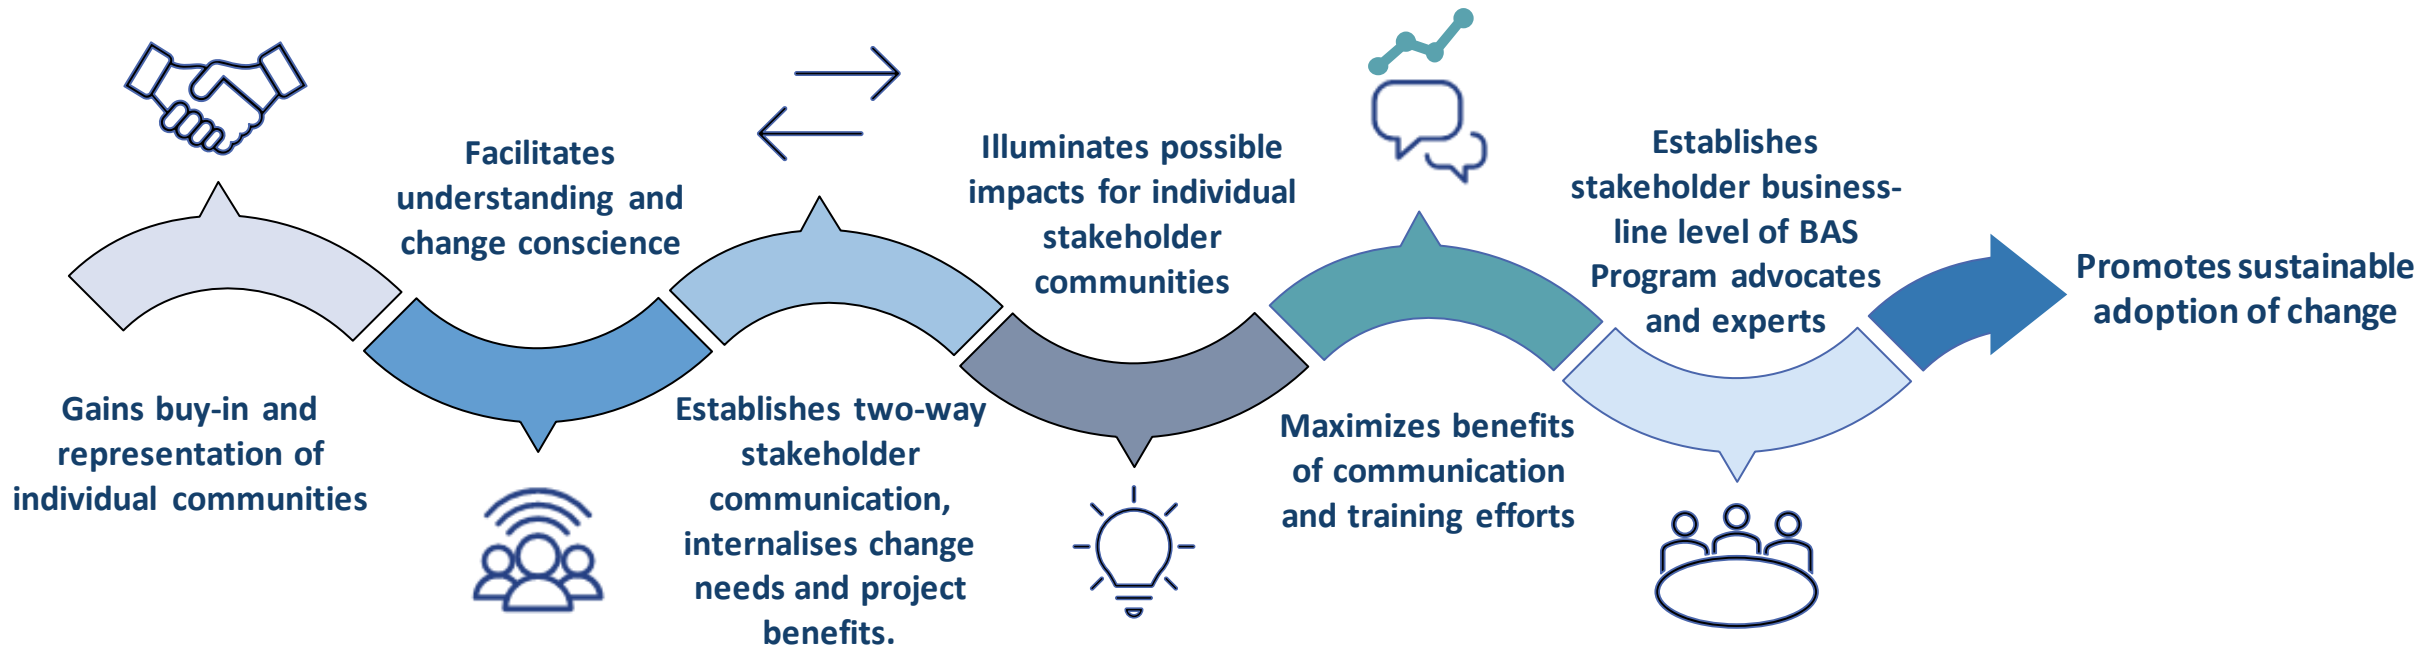 Gains buy-in and
representation of
individual communities
Facilitates
understanding and
change conscience
Establishes two-way
stakeholder
communication,
internalises change
needs and project
benefits.
Illuminates possible
impacts for individual
stakeholder
communities
Maximizes benefits
of communication
and training efforts
Establishes
stakeholder business-
line level of BAS
Program advocates
and experts
Promotes sustainable
adoption of change